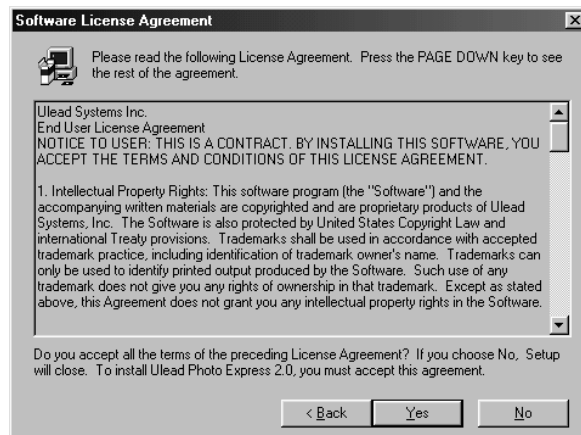 Software License Agreement
Please read the following License Agreement. Press the PAGE DOWN key to see
the rest of the agreement.
Ulead Systems Inc.
End User License Agreement
NOTICE TO USER: THIS IS A CONTRACT. BY INSTALLING THIS SOFTWARE, YOU
ACCEPT THE TERMS AND CONDITIONS OF THIS LICENSE AGREEMENT.
1. Intellectual Property Rights: This software program (the "Software") and the
accompanying written materials are copyrighted and are proprietary products of Ulead
Systems, Inc. The Software is also protected by United States Copyright Law and
international Treaty provisions. Trademarks shall be used in accordance with accepted
trademark practice, including identification of trademark owner's name. Trademarks can
only be used to identify printed output produced by the Software. Such use of any
trademark does not give you any rights of ownership in that trademark. Except as stated
above, this Agreement does not grant you any intellectual property rights in the Software.
Do you accept all the terms of the preceding License Agreement? If you choose No, Setup
will close. To install Ulead Photo Express 2.0, you must accept this agreement.
< Back Yes No